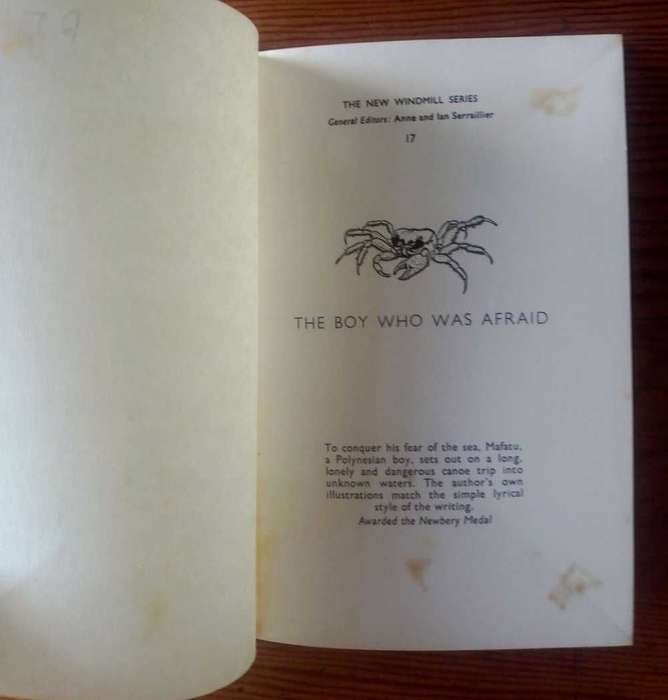 THE NEW WINDMILL SERIES
General Editors: Anne and Ian Serraillier
17
THE BOY WHO WAS AFRAID
To conquer his fear of the sea, Mafatu,
a Polynesian boy, sets out on a long,
lonely and dangerous canoe trip into
unknown waters. The author's own
illustrations match the simple lyrical
style of the writing.
Awarded the Newbery Medal